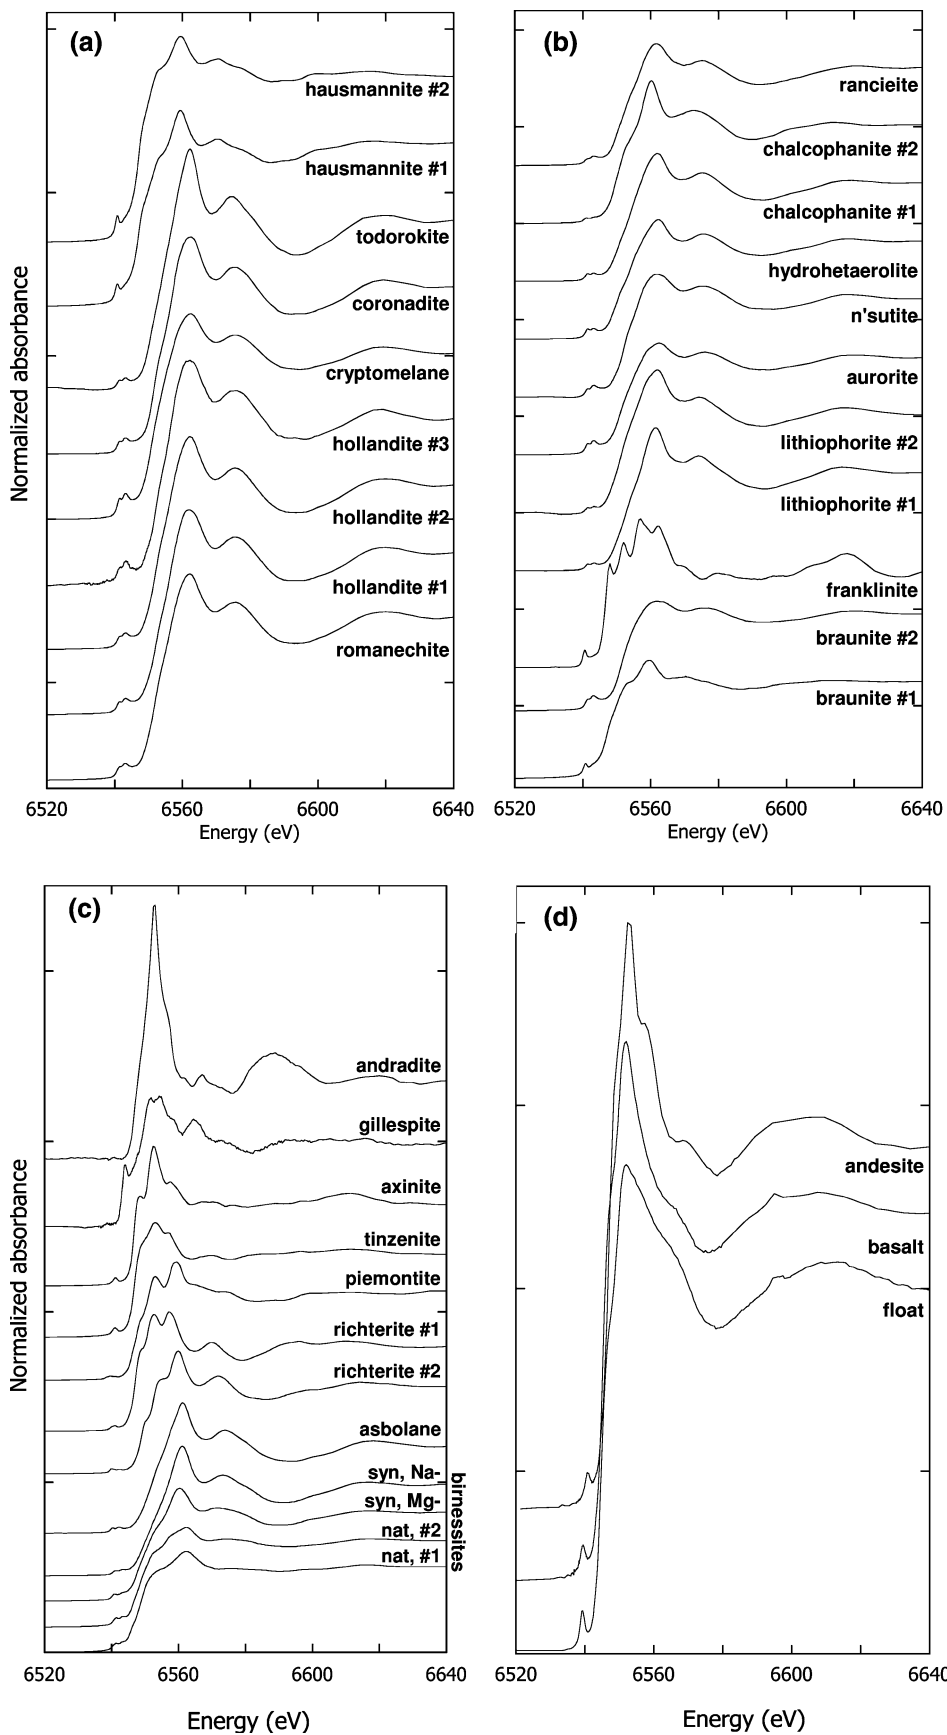 (a)
hausmannite #2
hausmannite #1
todorokite
coronadite
cryptomelane
hollandite #3
hollandite #2
hollandite #1
romanechite
Normalized absorbance
6520 6560 6600 6640
Energy (eV)
(b)
rancieite
chalcophanite #2
chalcophanite #1
hydrohetaerolite
n'sutite
aurorite
lithiophorite #2
lithiophorite #1
franklinite
braunite #2
braunite #1
6520 6560 6600 6640
Energy (eV)
(c)
andradite
gillespite
axinite
tinzenite
piemontite
richterite #1
richterite #2
asbolane
syn, Na-
syn, Mg-
nat, #2
nat, #1
birnessites
Normalized absorbance
6520 6560 6600 6640
Energy (eV)
(d)
andesite
basalt
float
6520 6560 6600 6640
Energy (eV)